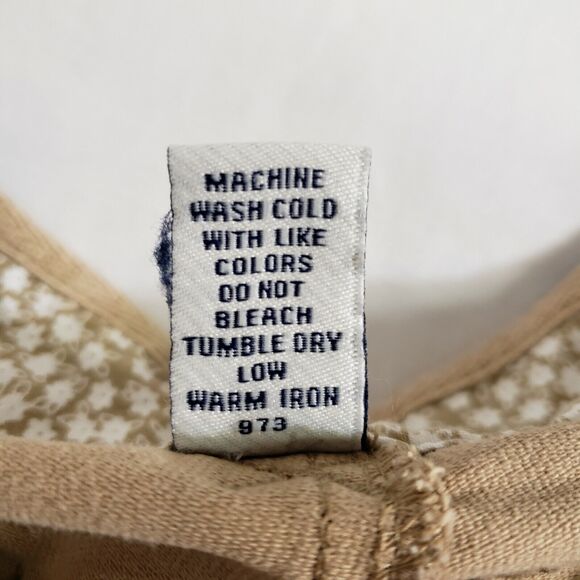 MACHINE
WASH COLD
WITH LIKE
COLORS
DO NOT
BLEACH
TUMBLE DRY
LOW
WARM IRON
973